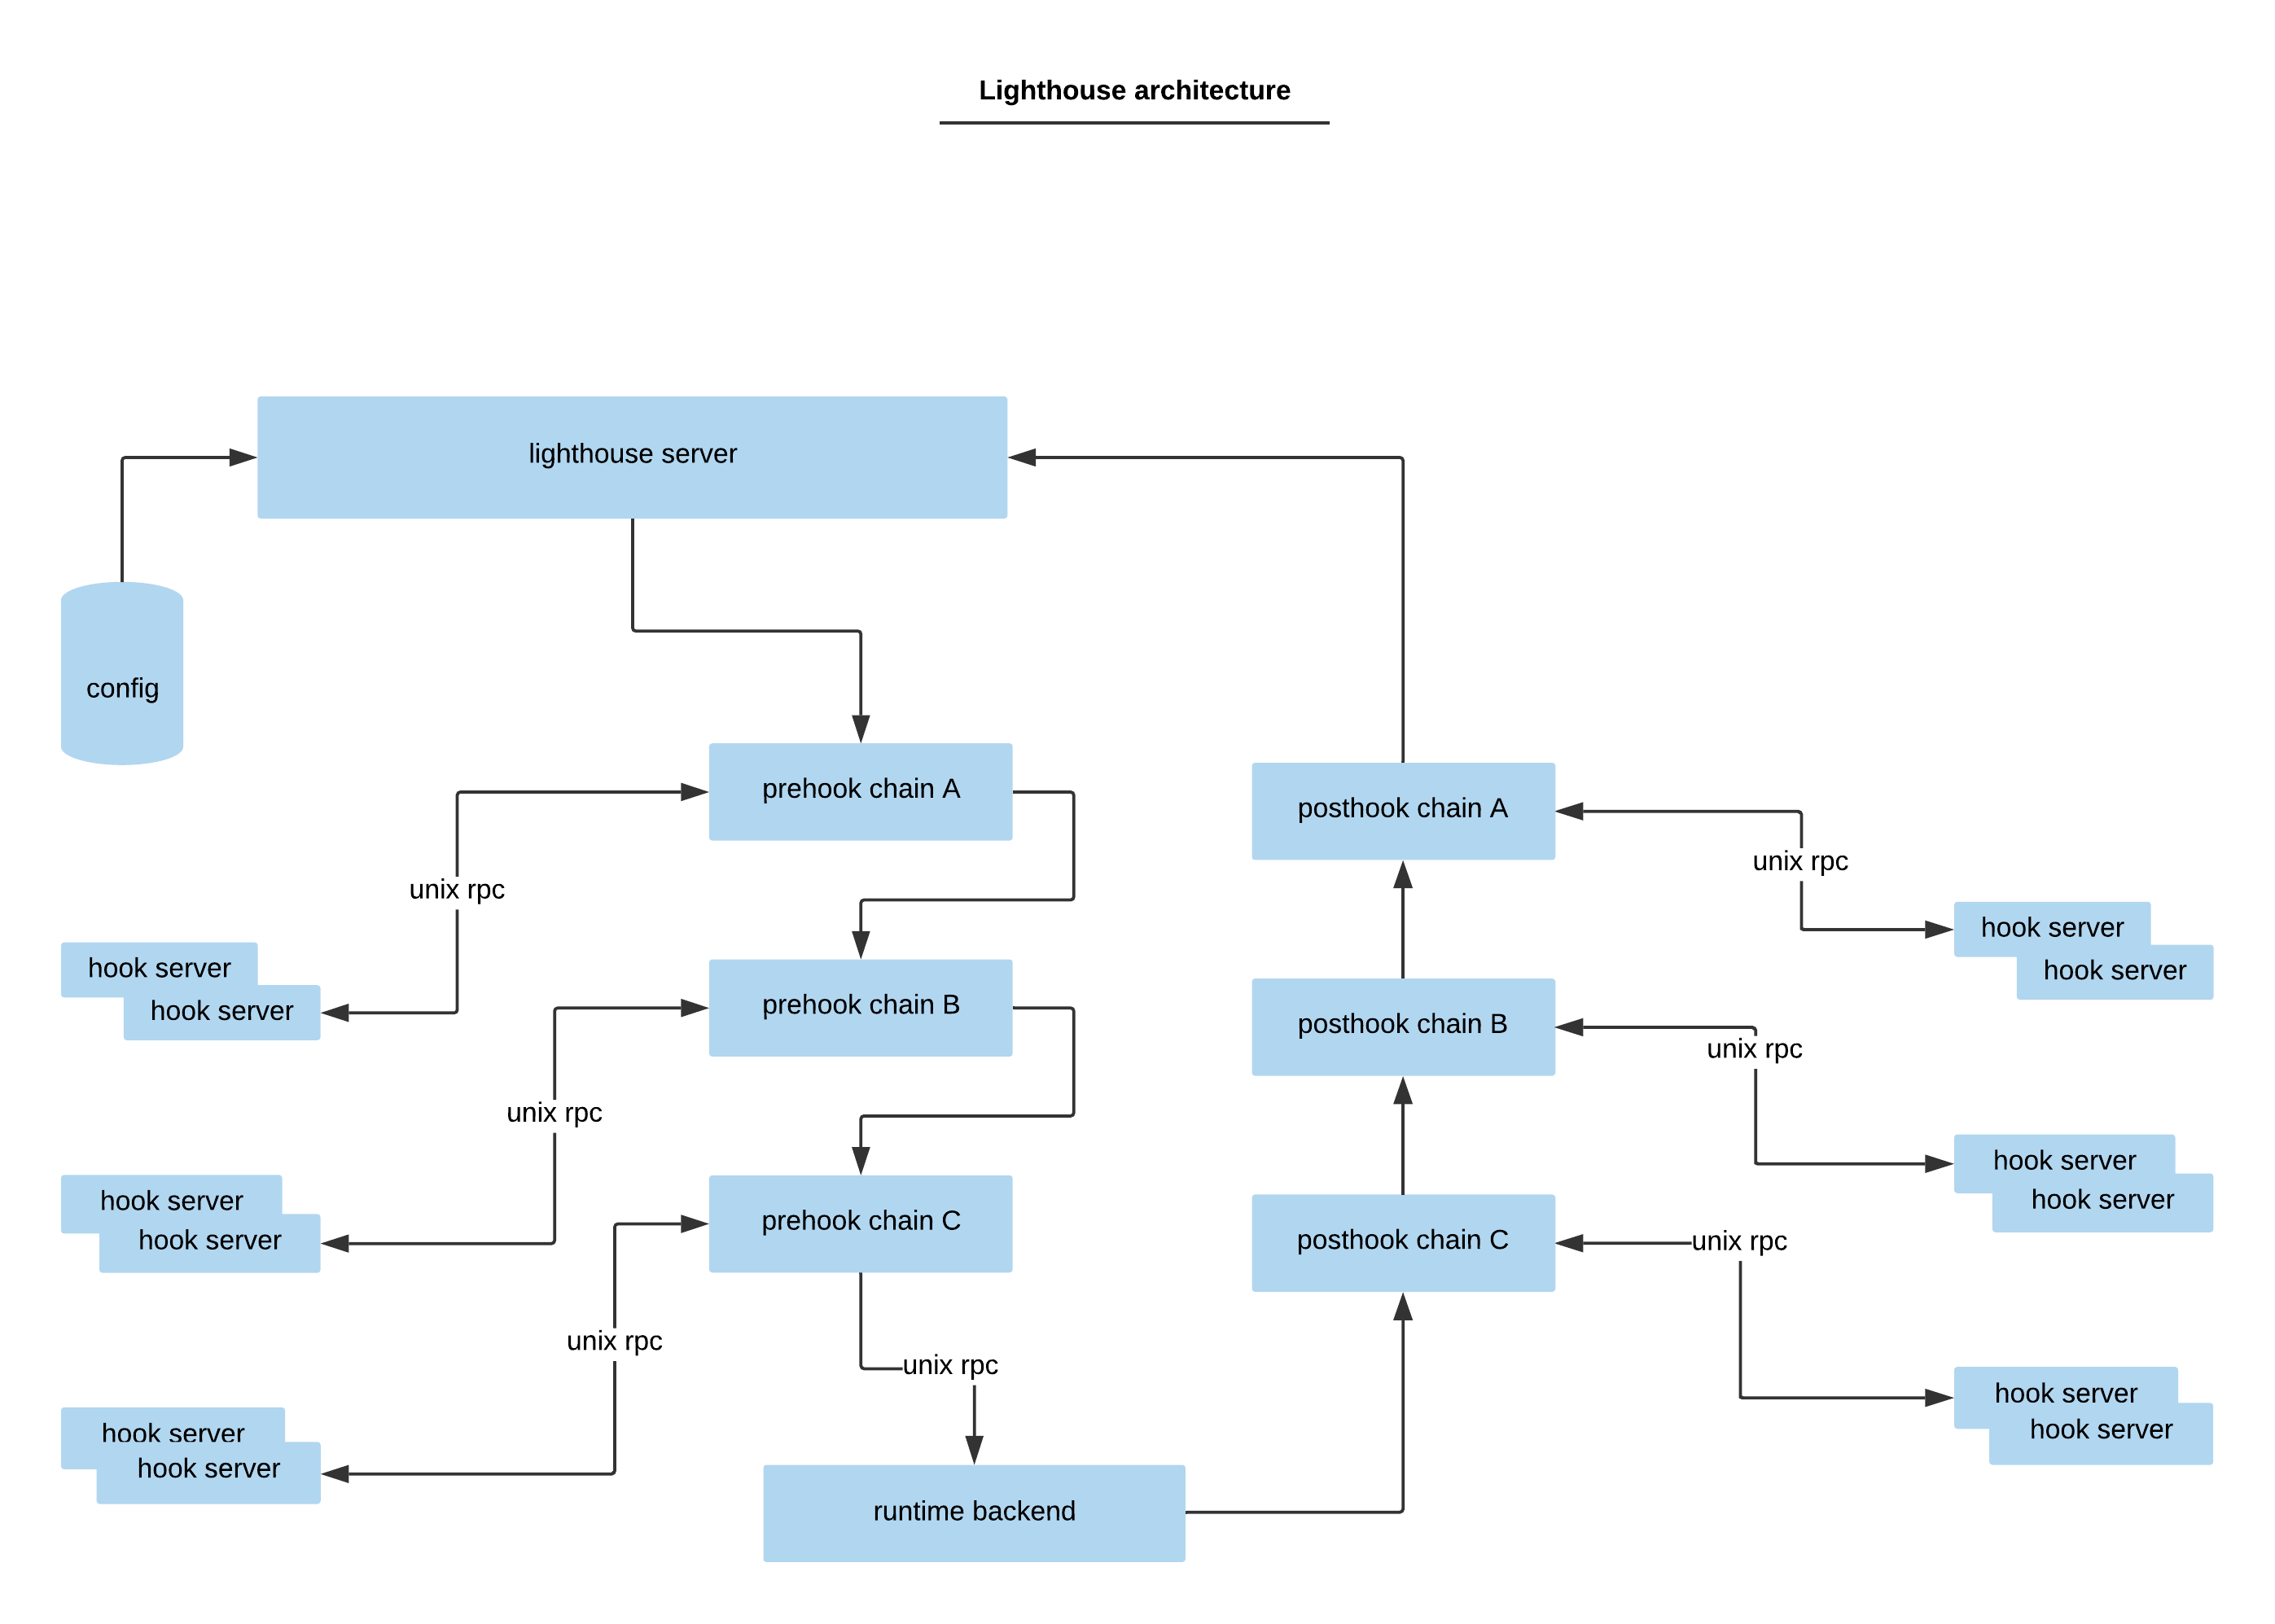 Lighthouse architecture
lighthouse server
config
prehook chain A
posthook chain A
unix rpc
unix rpc
hook server
hook server
hook server
hook server
prehook chain B
posthook chain B
unix rpc
unix rpc
hook server
hook server
hook server
hook server
prehook chain C
posthook chain C
unix rpc
unix rpc
unix rpc
hook server
hook server
hook server
hook server
runtime backend